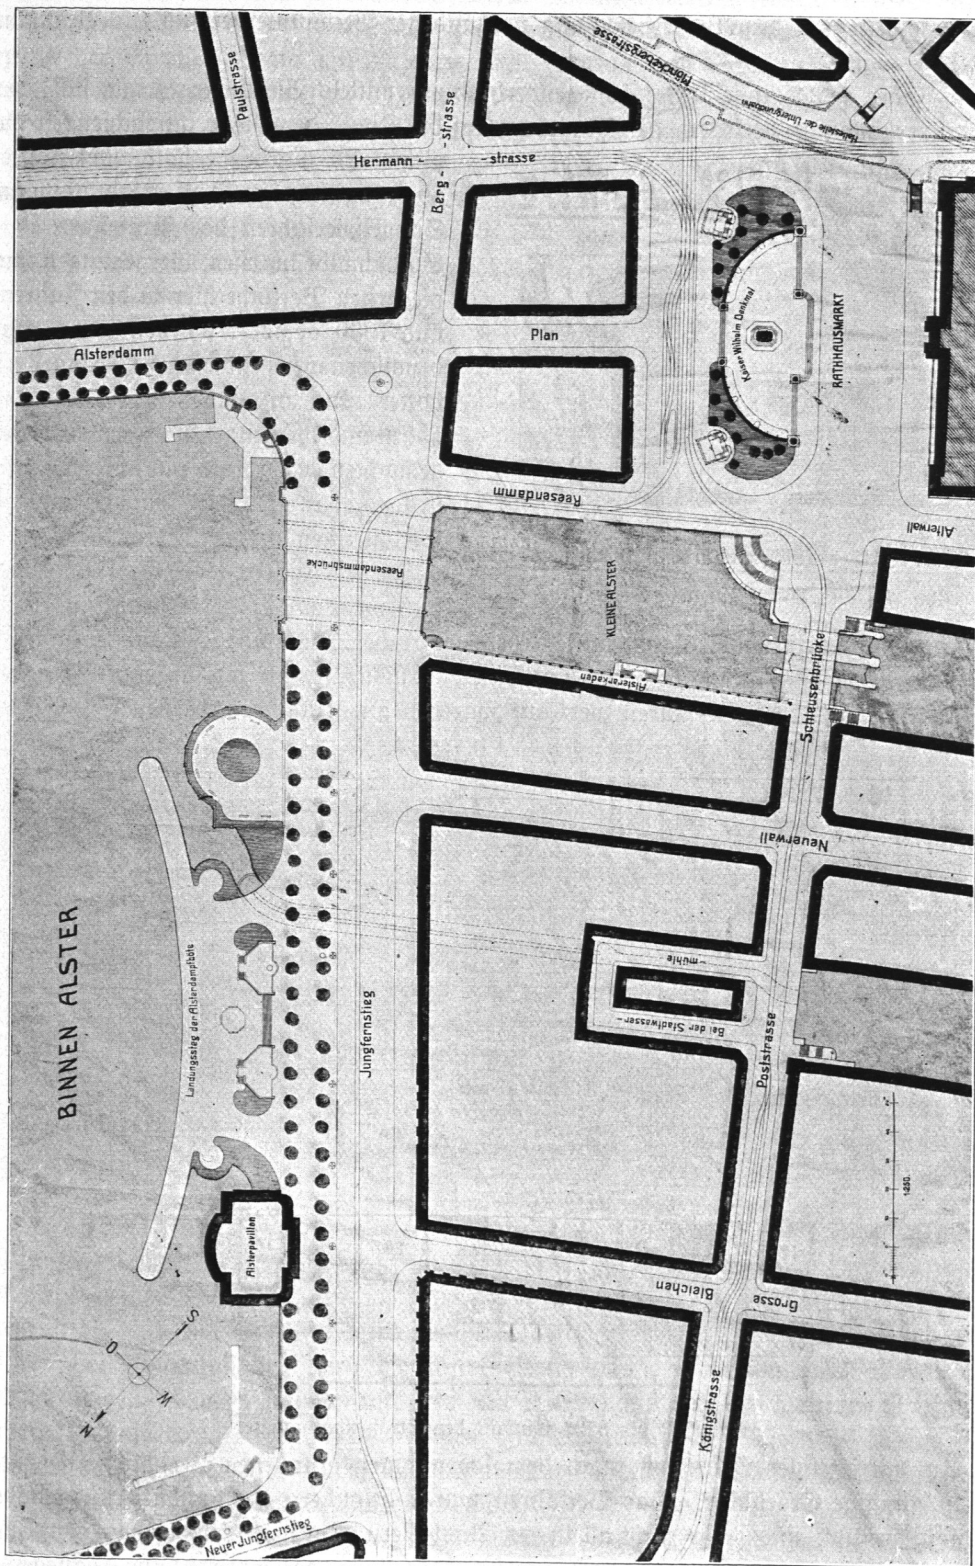 Paulstrasse
Berg-
-strasse
Hermann-
-strasse
Mönckebergstrasse
Haltestelle der Untergrundbahn
Alsterdamm
Plan
Kaiser Wilhelm Denkmal
RATHAUSMARKT
Reesendamm
Alterwall
Reesendammsbrücke
KLEINE ALSTER
Alsterarkaden
Schleusenbrücke
Neuerwall
BINNEN ALSTER
Landungssteg der Alsterdampfböte
Jungfernstieg
Bei der Stadtwasser-
-mühle
Poststrasse
1:250.
Alsterpavillon
Grosse
Bleichen
Königstrasse
N
O
S
W
Neuer Jungfernstieg